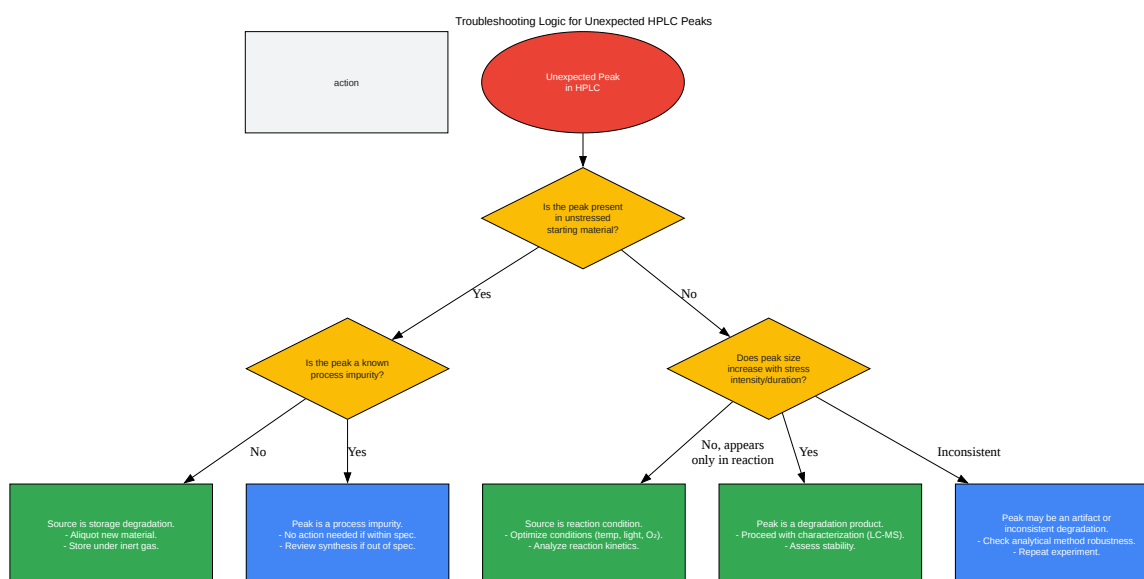 Troubleshooting Logic for Unexpected HPLC Peaks
action
Unexpected Peak
in HPLC
Is the peak present
in unstressed
starting material?
Yes
No
Is the peak a known
process impurity?
Does peak size
increase with stress
intensity/duration?
No
Yes
No, appears
only in reaction
Yes
Inconsistent
Source is storage degradation.
- Aliquot new material.
- Store under inert gas.
Peak is a process impurity.
- No action needed if within spec.
- Review synthesis if out of spec.
Source is reaction condition.
- Optimize conditions (temp, light, O₂).
- Analyze reaction kinetics.
Peak is a degradation product.
- Proceed with characterization (LC-MS).
- Assess stability.
Peak may be an artifact or
inconsistent degradation.
- Check analytical method robustness.
- Repeat experiment.